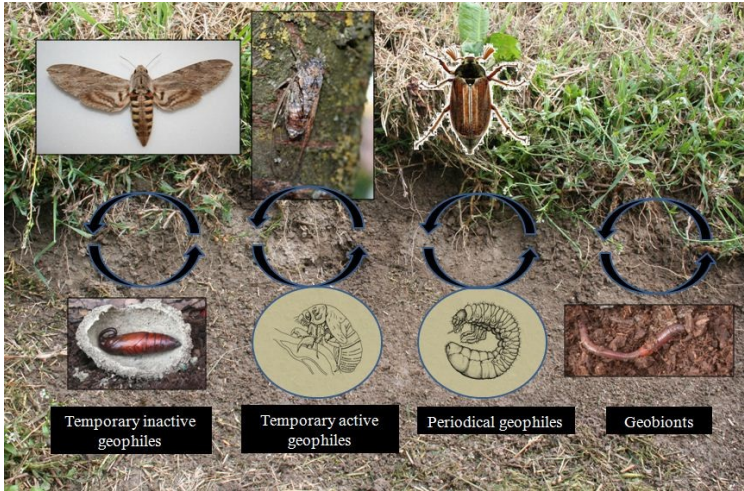 Temporary inactive
geophiles
Temporary active
geophiles
Periodical geophiles
Geobionts